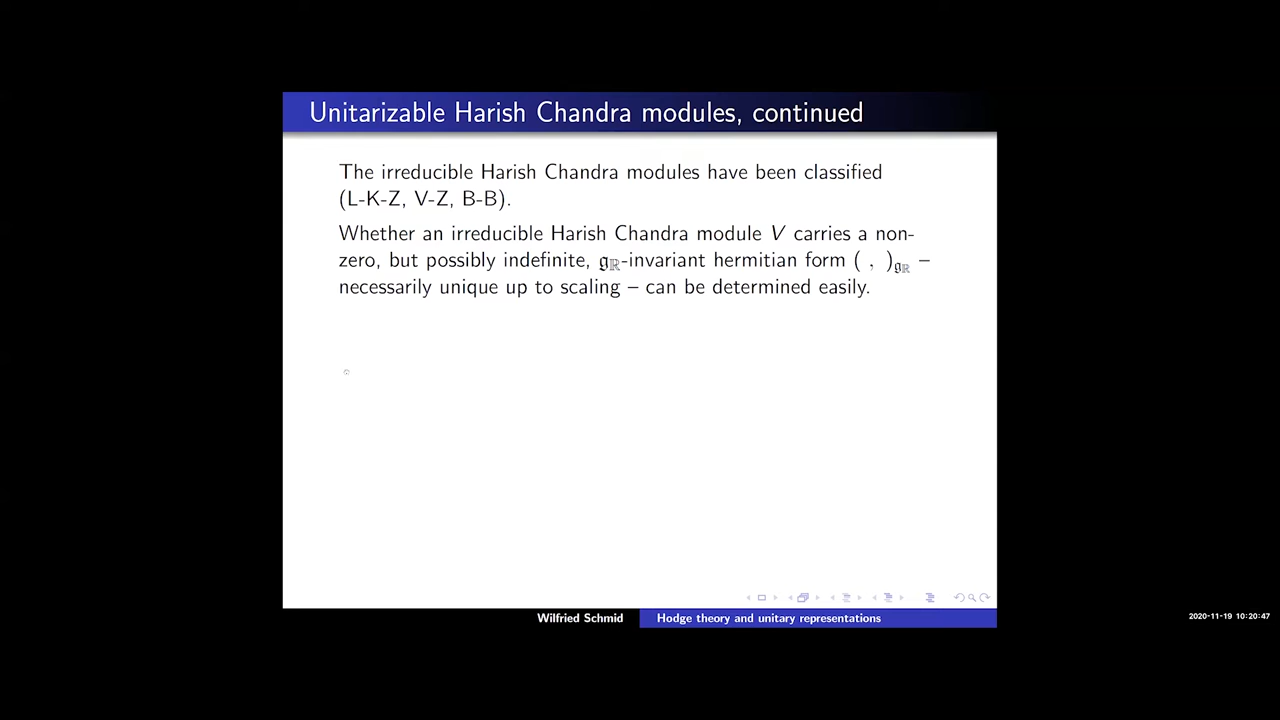 Unitarizable Harish Chandra modules, continued
The irreducible Harish Chandra modules have been classified
(L-K-Z, V-Z, B-B).
Whether an irreducible Harish Chandra module V carries a non-
zero, but possibly indefinite, 𝔤_ℝ-invariant hermitian form ( , )_𝔤_ℝ –
necessarily unique up to scaling – can be determined easily.
Wilfried Schmid
Hodge theory and unitary representations
2020-11-19 10:20:47